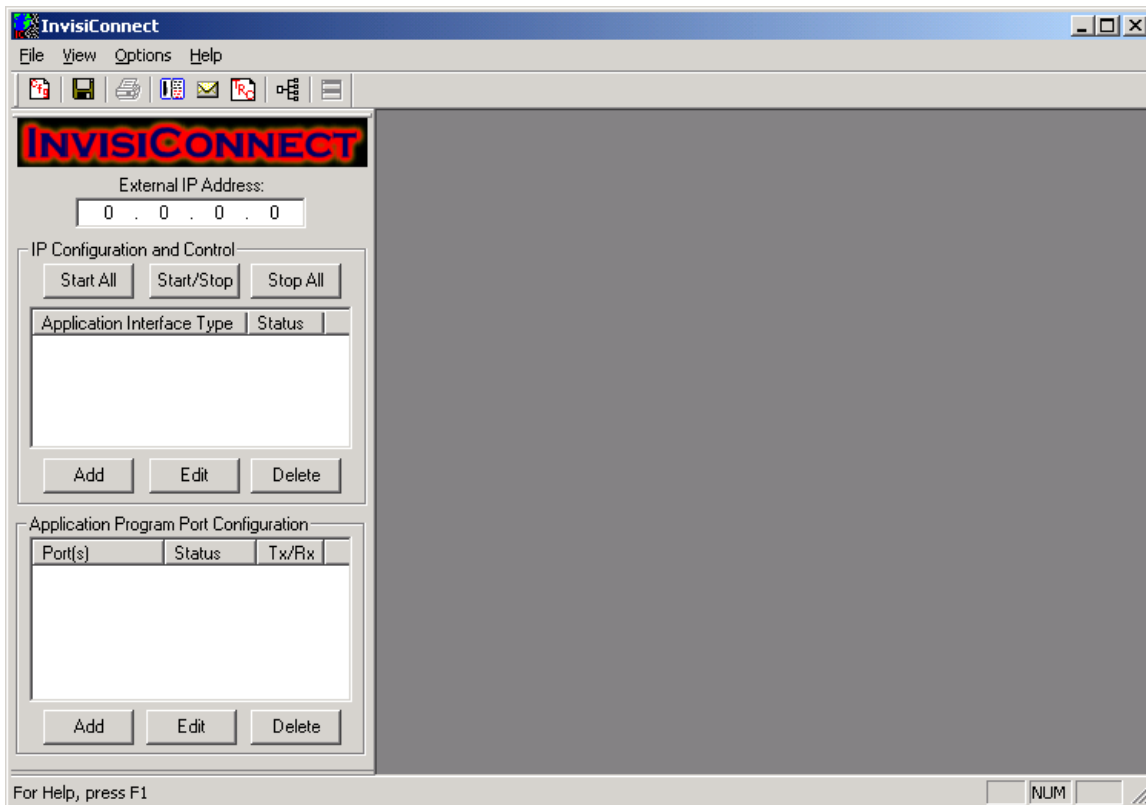 InvisiConnect
File View Options Help
Cfg TRC
INVISICONNECT
External IP Address:
0 . 0 . 0 . 0
IP Configuration and Control
Start All Start/Stop Stop All
Application Interface Type Status
Add Edit Delete
Application Program Port Configuration
Port(s) Status Tx/Rx
Add Edit Delete
For Help, press F1 NUM